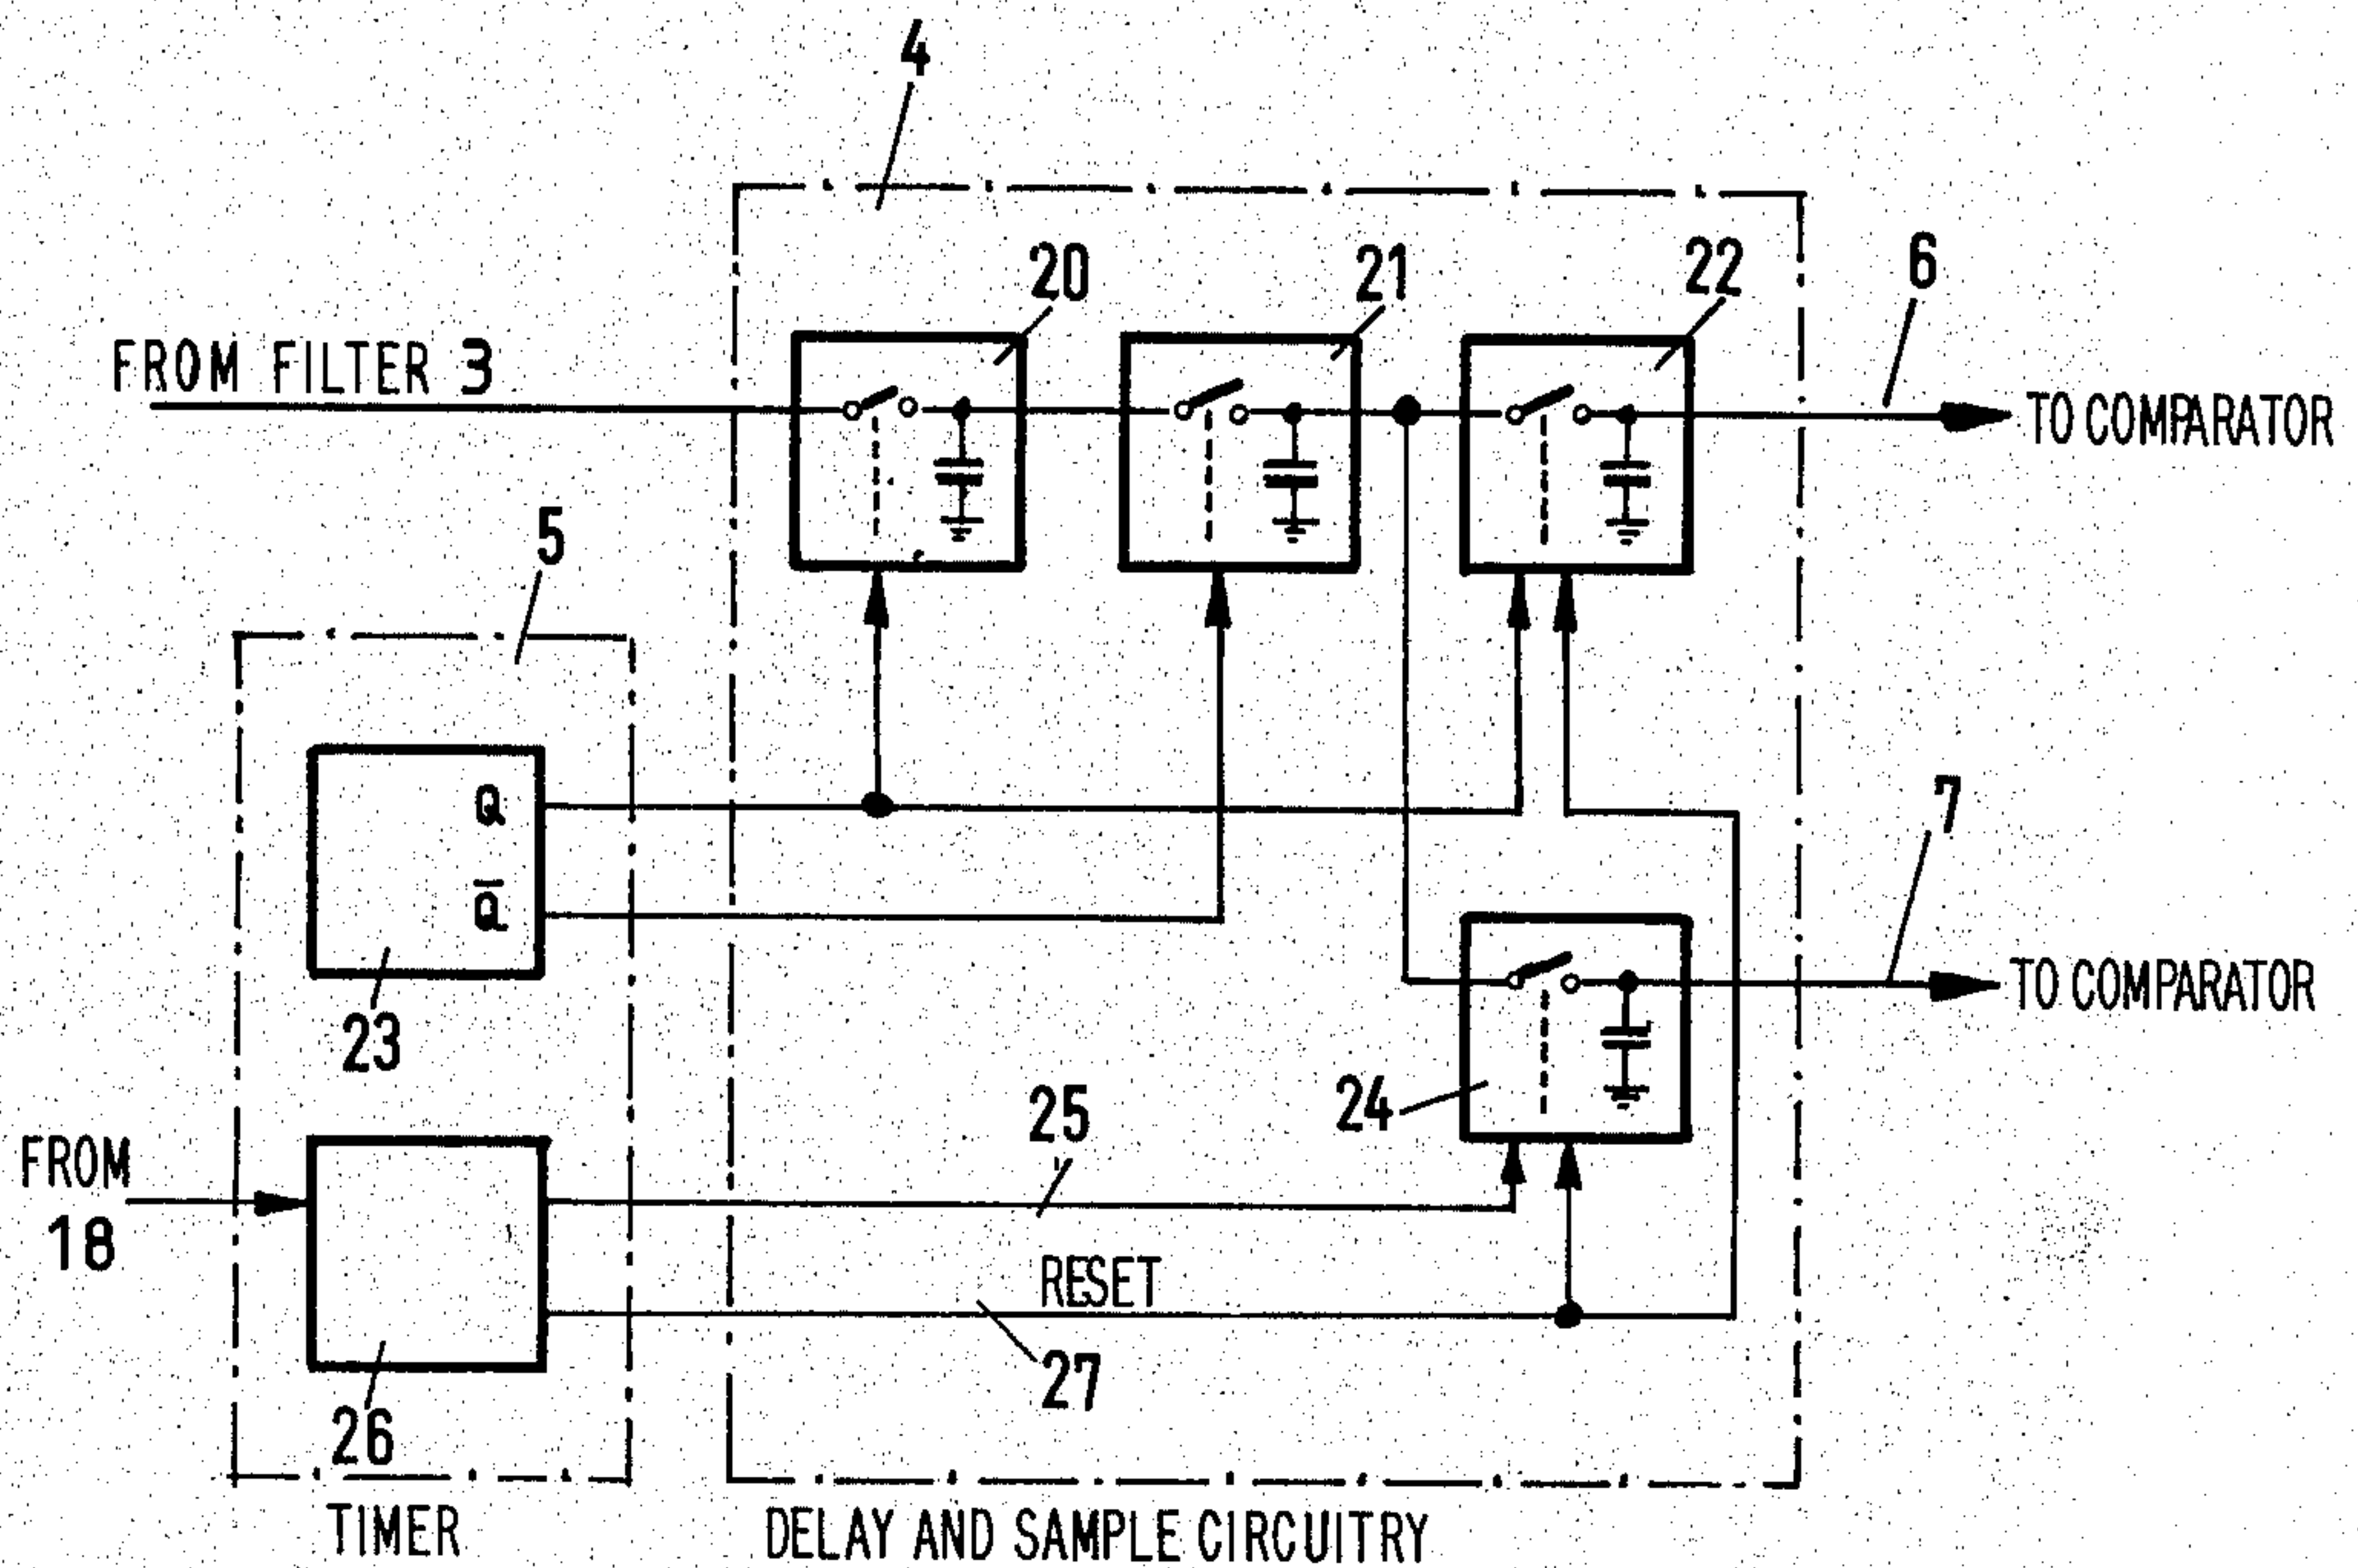 4
20
21
22
6
FROM FILTER 3
TO COMPARATOR
5
Q
Q̅
23
7
24
TO COMPARATOR
25
FROM
18
RESET
27
26
TIMER
DELAY AND SAMPLE CIRCUITRY